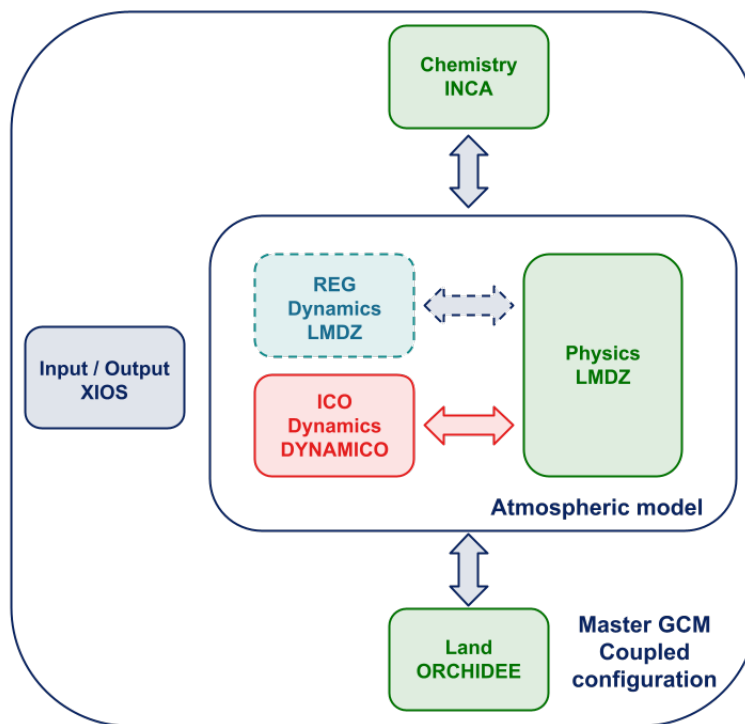 Chemistry
INCA
REG
Dynamics
LMDZ
Physics
LMDZ
Input / Output
XIOS
ICO
Dynamics
DYNAMICO
Atmospheric model
Land
ORCHIDEE
Master GCM
Coupled
configuration